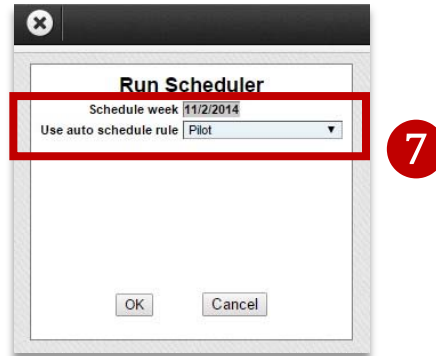 Run Scheduler
Schedule week 11/2/2014
Use auto schedule rule Pilot
7
OK Cancel